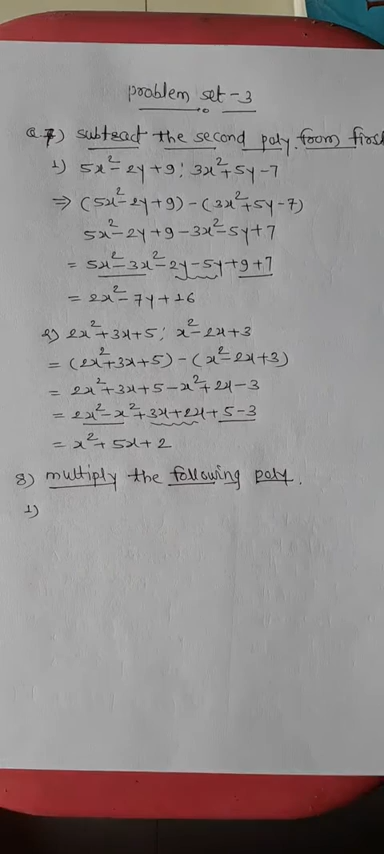 problem set - 3
Q.7) subtract the second poly. from first
1) 5x² - 2y + 9 ; 3x² + 5y - 7
⇒ (5x² - 2y + 9) - (3x² + 5y - 7)
5x² - 2y + 9 - 3x² - 5y + 7
= 5x² - 3x² - 2y - 5y + 9 + 7
= 2x² - 7y + 16
2) 2x² + 3x + 5 ; x² - 2x + 3
= (2x² + 3x + 5) - (x² - 2x + 3)
= 2x² + 3x + 5 - x² + 2x - 3
= 2x² - x² + 3x + 2x + 5 - 3
= x² + 5x + 2
8) multiply the following poly.
1)